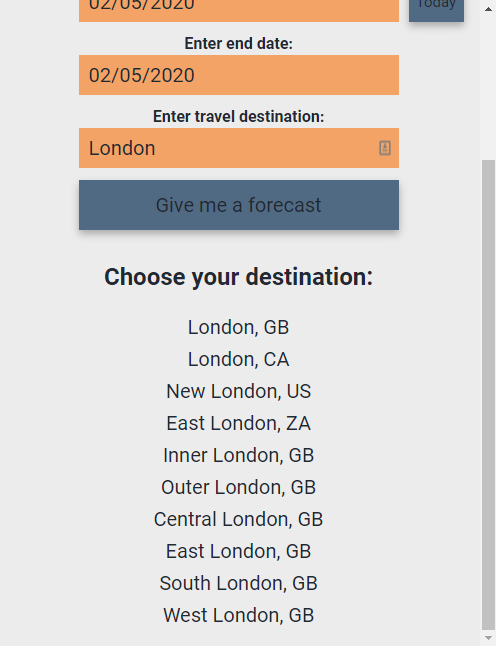 02/05/2020
Today
Enter end date:
02/05/2020
Enter travel destination:
London
Give me a forecast
Choose your destination:
London, GB
London, CA
New London, US
East London, ZA
Inner London, GB
Outer London, GB
Central London, GB
East London, GB
South London, GB
West London, GB